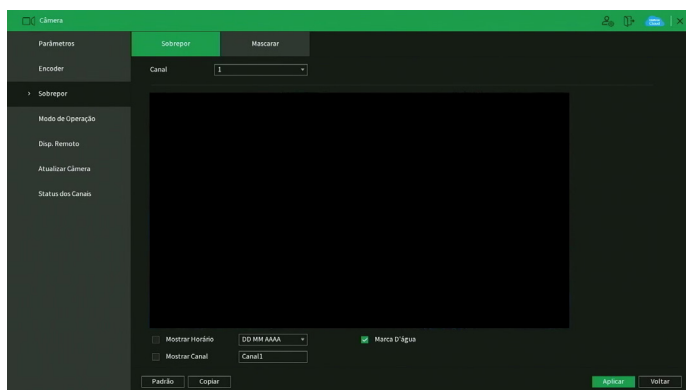 Câmera
Parâmetros
Sobrepor
Mascarar
Encoder
Canal
1
Sobrepor
Modo de Operação
Disp. Remoto
Atualizar Câmera
Status dos Canais
Mostrar Horário
DD MM AAAA
Marca D'água
Mostrar Canal
Canal1
Padrão
Copiar
Aplicar
Voltar